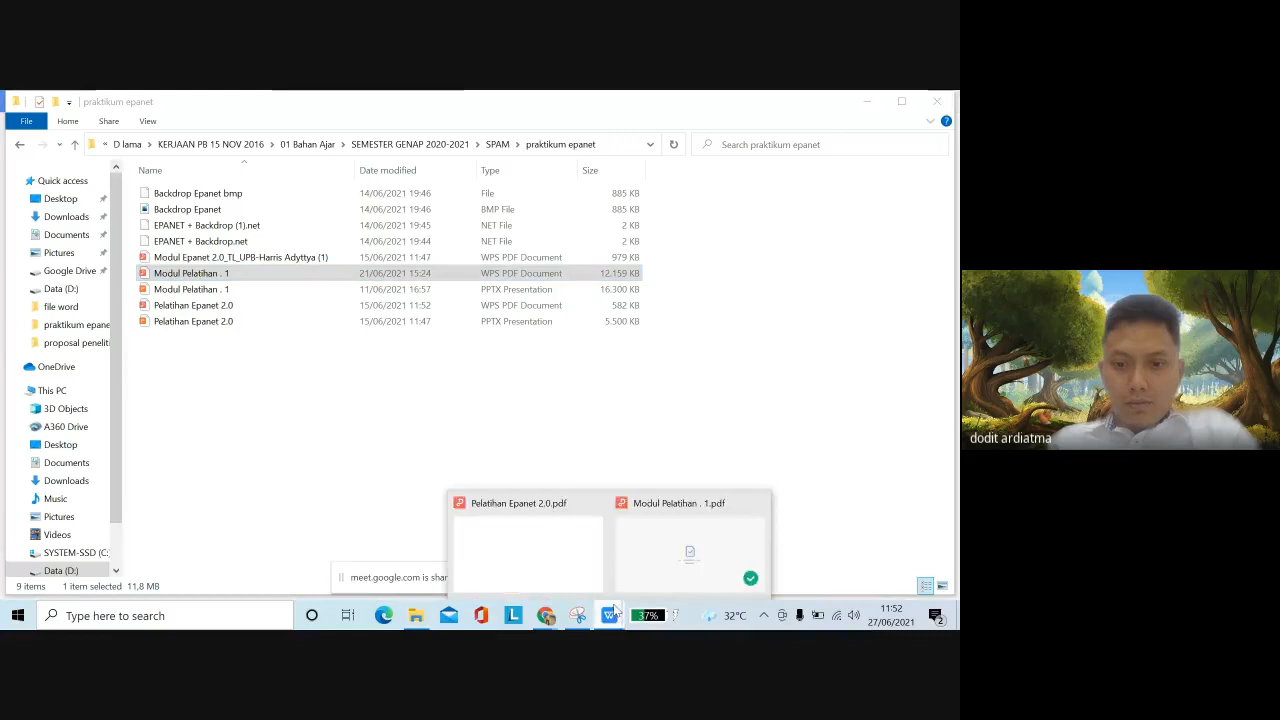 praktikum epanet
File Home Share View
« D lama > KERJAAN PB 15 NOV 2016 > 01 Bahan Ajar > SEMESTER GENAP 2020-2021 > SPAM > praktikum epanet
Search praktikum epanet
Name Date modified Type Size
Backdrop Epanet bmp 14/06/2021 19:46 File 885 KB
Backdrop Epanet 14/06/2021 19:46 BMP File 885 KB
EPANET + Backdrop (1).net 14/06/2021 19:45 NET File 2 KB
EPANET + Backdrop.net 14/06/2021 19:44 NET File 2 KB
Modul Epanet 2.0_TL_UPB-Harris Adyttya (1) 15/06/2021 11:47 WPS PDF Document 979 KB
Modul Pelatihan . 1 21/06/2021 15:24 WPS PDF Document 12.159 KB
Modul Pelatihan . 1 11/06/2021 16:57 PPTX Presentation 16.300 KB
Pelatihan Epanet 2.0 15/06/2021 11:52 WPS PDF Document 582 KB
Pelatihan Epanet 2.0 15/06/2021 11:47 PPTX Presentation 5.500 KB
Quick access
Desktop
Downloads
Documents
Pictures
Google Drive
Data (D:)
file word
praktikum epane
proposal peneliti
OneDrive
This PC
3D Objects
A360 Drive
Desktop
Documents
Downloads
Music
Pictures
Videos
SYSTEM-SSD (C:
Data (D:)
Pelatihan Epanet 2.0.pdf
Modul Pelatihan . 1.pdf
meet.google.com is shar
9 items 1 item selected 11,8 MB
Type here to search
37%
32°C
11:52
27/06/2021
2
dodit ardiatma